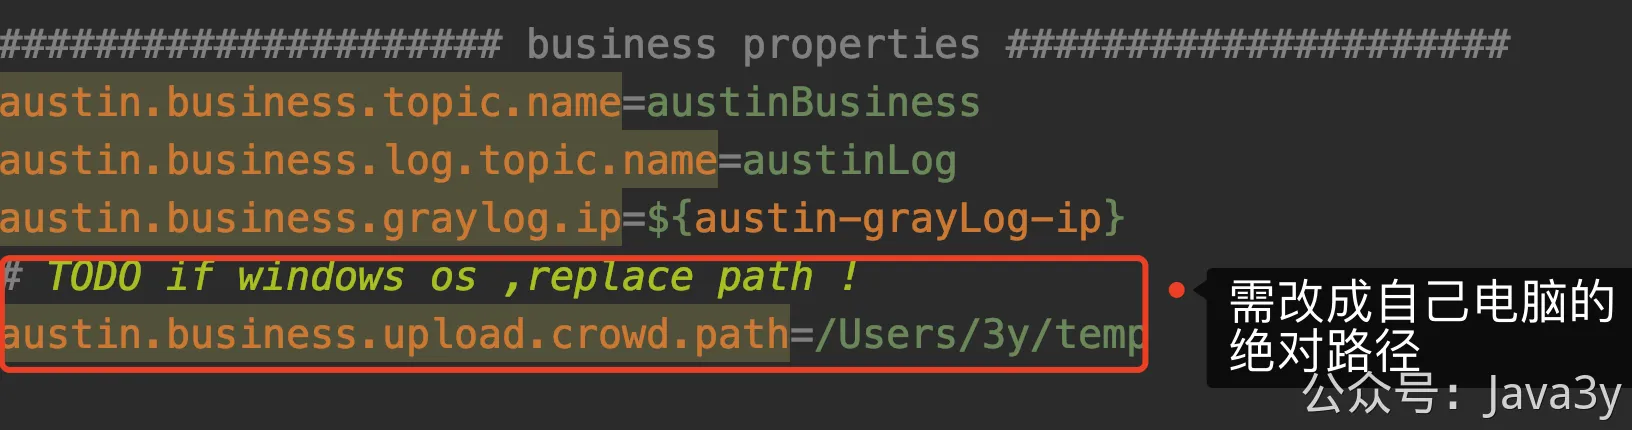 ##################### business properties #####################
austin.business.topic.name=austinBusiness
austin.business.log.topic.name=austinLog
austin.business.graylog.ip=${austin-grayLog-ip}
# TODO if windows os ,replace path !
austin.business.upload.crowd.path=/Users/3y/temp
需改成自己电脑的
绝对路径
公众号：Java3y